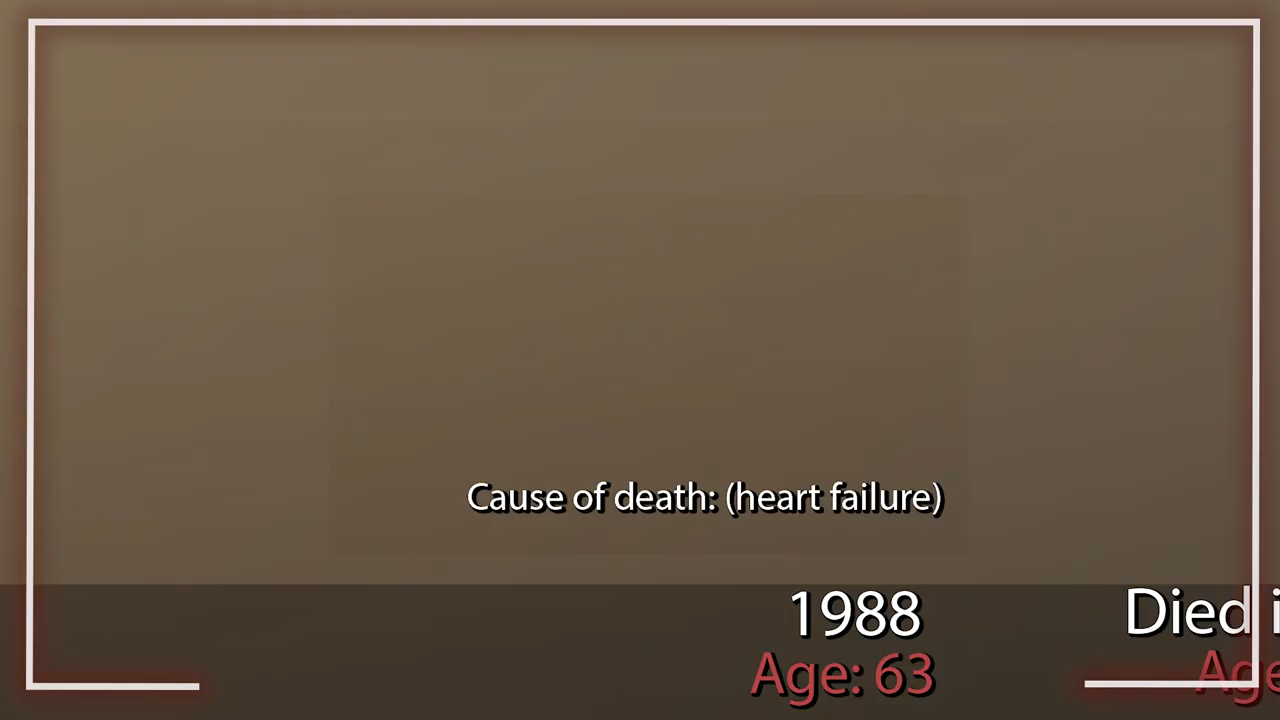 Cause of death: (heart failure)
1988 Died
Age: 63